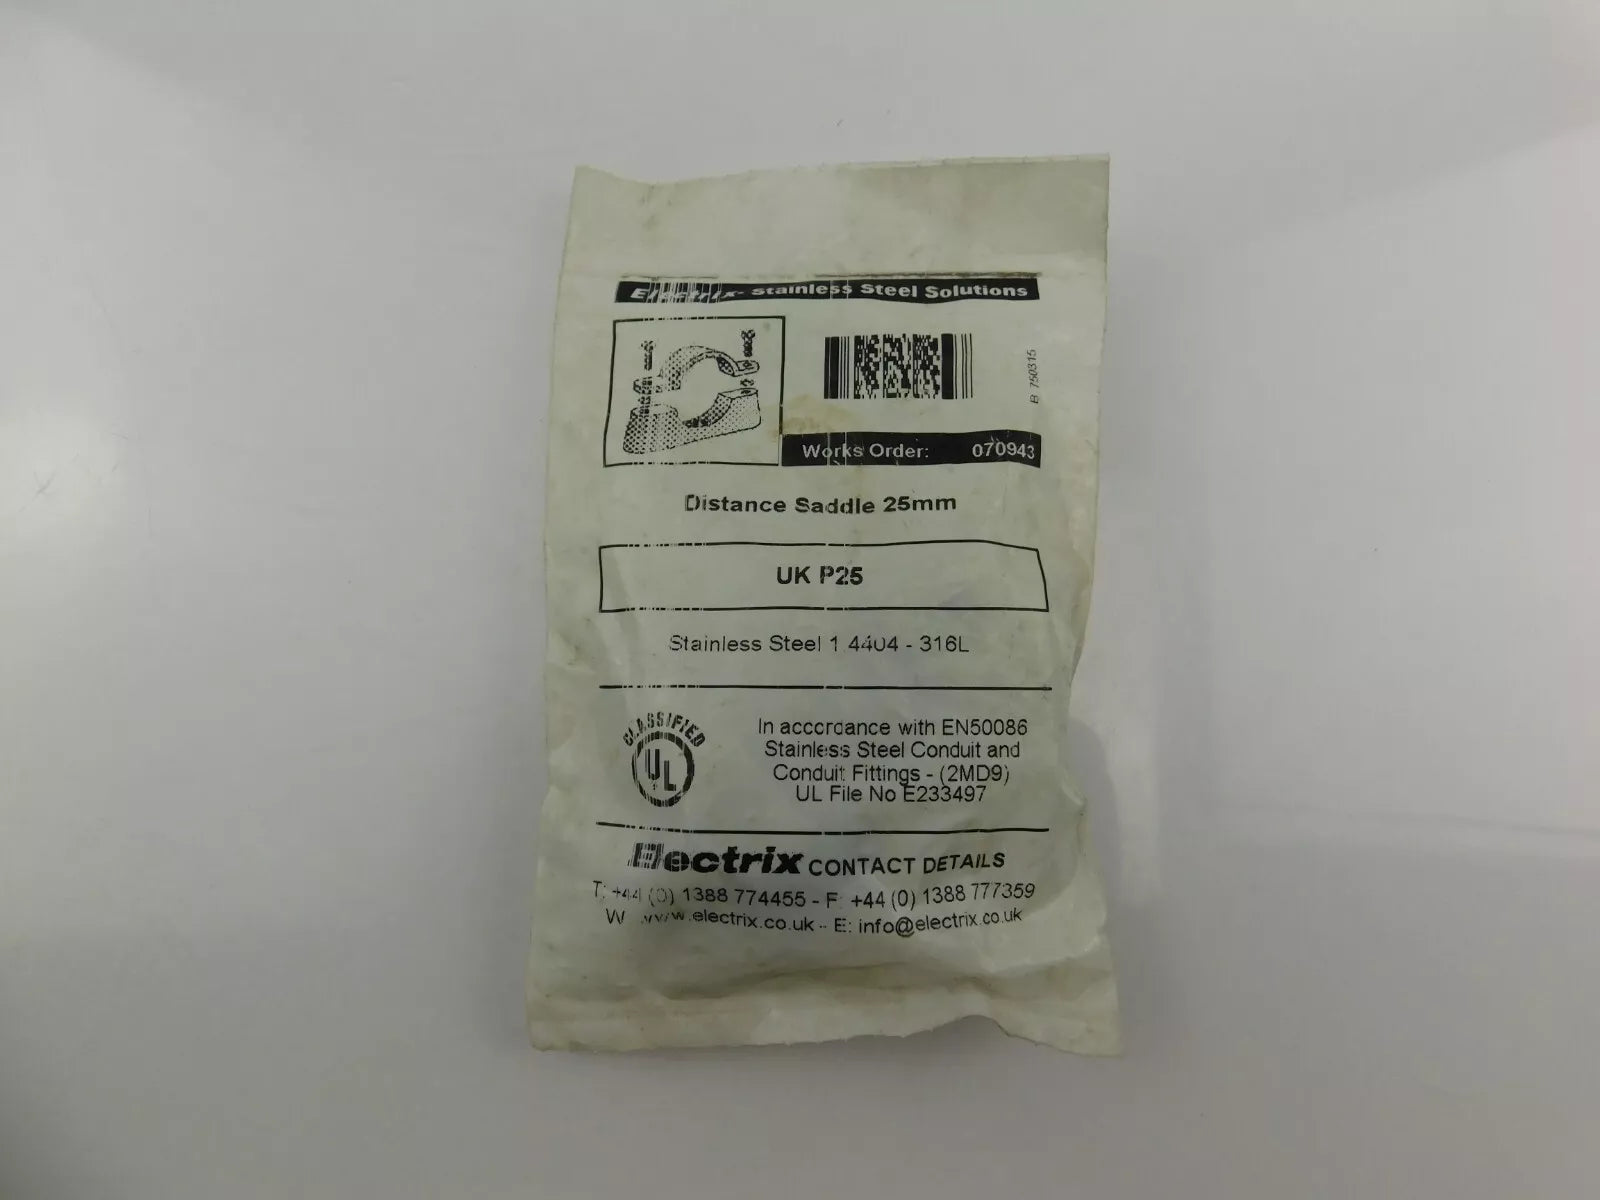 Electrix - Stainless Steel Solutions
B 750315
Works Order: 070943
Distance Saddle 25mm
UK P25
Stainless Steel 1.4404 - 316L
CLASSIFIED
UL
In accordance with EN50086
Stainless Steel Conduit and
Conduit Fittings - (2MD9)
UL File No E233497
Electrix CONTACT DETAILS
T: +44 (0) 1388 774455 - F: +44 (0) 1388 777359
W: www.electrix.co.uk - E: info@electrix.co.uk